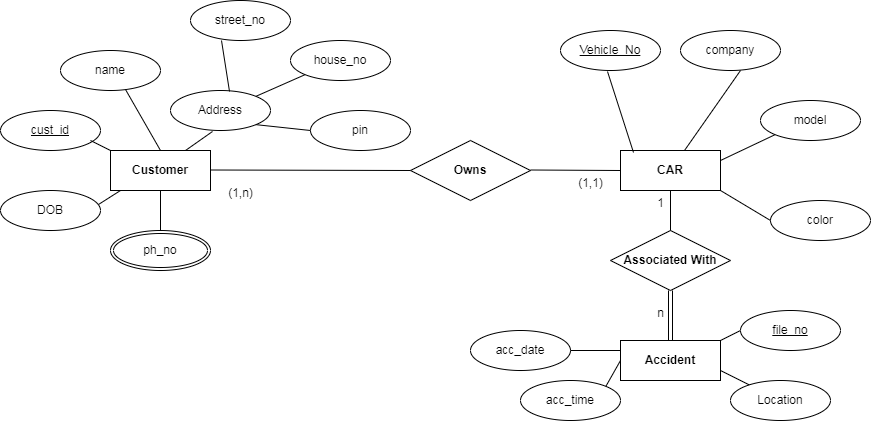 street_no
house_no
name
Address
cust_id
pin
Customer
DOB
ph_no
(1,n)
Owns
(1,1)
Vehicle_No
company
model
CAR
color
1
Associated With
n
acc_date
file_no
Accident
acc_time
Location